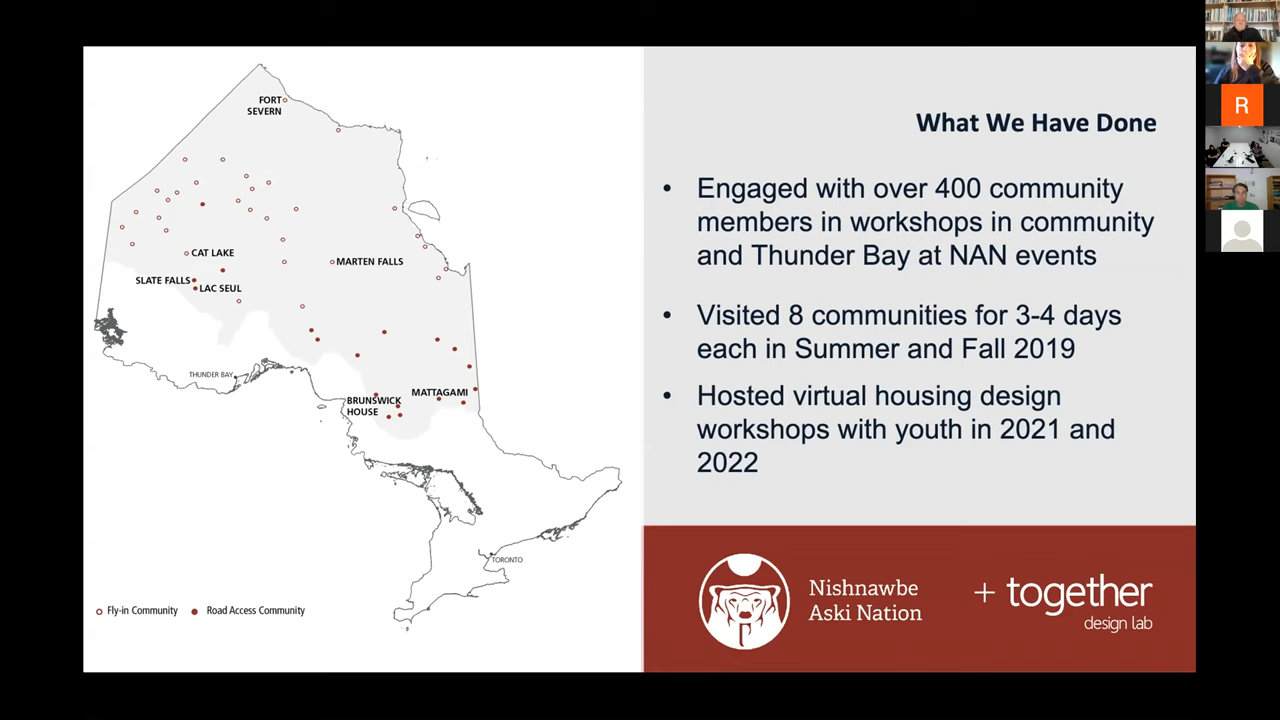 FORT
SEVERN
CAT LAKE
MARTEN FALLS
SLATE FALLS
LAC SEUL
THUNDER BAY
BRUNSWICK
HOUSE
MATTAGAMI
TORONTO
Fly-in Community
Road Access Community
What We Have Done
• Engaged with over 400 community
members in workshops in community
and Thunder Bay at NAN events
• Visited 8 communities for 3-4 days
each in Summer and Fall 2019
• Hosted virtual housing design
workshops with youth in 2021 and
2022
Nishnawbe
Aski Nation
+ together
design lab
R